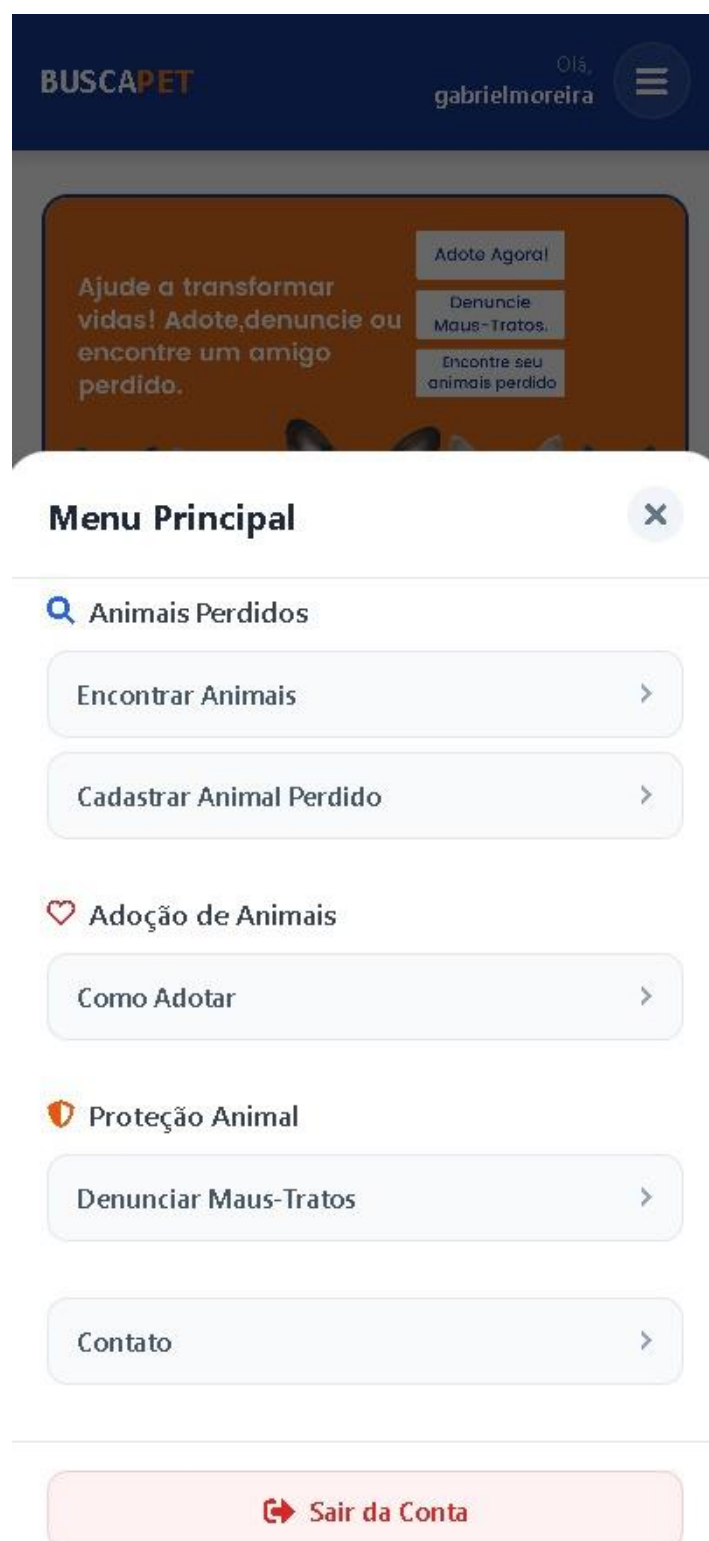 BUSCAPET
Olá,
gabrielmoreira
Ajude a transformar
vidas! Adote,denuncie ou
encontre um amigo
perdido.
Adote Agora!
Denuncie
Maus-Tratos.
Encontre seu
animais perdido
Menu Principal
Animais Perdidos
Encontrar Animais
Cadastrar Animal Perdido
Adoção de Animais
Como Adotar
Proteção Animal
Denunciar Maus-Tratos
Contato
Sair da Conta